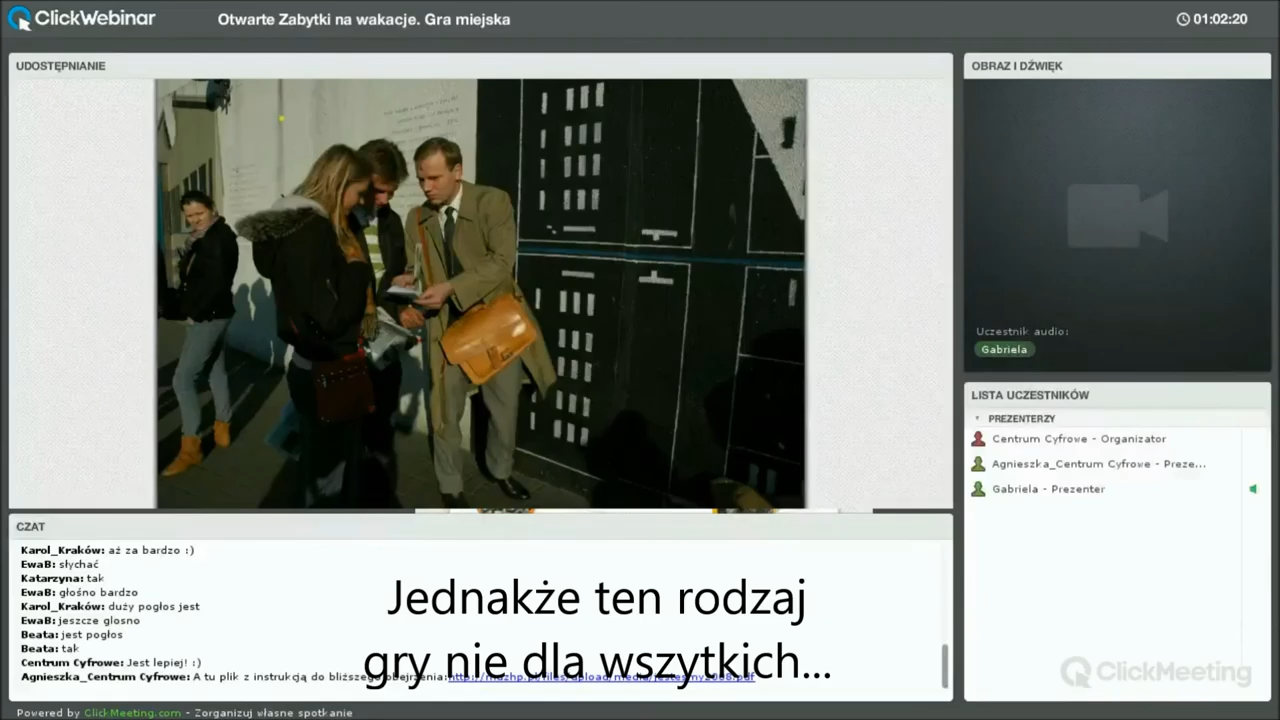 ClickWebinar
Otwarte Zabytki na wakacje. Gra miejska
01:02:20
UDOSTĘPNIANIE
OBRAZ I DŹWIĘK
Uczestnik audio:
Gabriela
LISTA UCZESTNIKÓW
PREZENTERZY
Centrum Cyfrowe - Organizator
Agnieszka_Centrum Cyfrowe - Preze...
Gabriela - Prezenter
CZAT
Karol_Kraków: aż za bardzo :)
EwaB: słychać
Katarzyna: tak
EwaB: głośno bardzo
Karol_Kraków: duży pogłos jest
EwaB: jeszcze glosno
Beata: jest pogłos
Beata: tak
Centrum Cyfrowe: Jest lepiej! :)
Agnieszka_Centrum Cyfrowe: A tu plik z instrukcją do bliższego obejrzenia:
Jednakże ten rodzaj
gry nie dla wszytkich...
ClickMeeting
Powered by ClickMeeting.com - Zorganizuj własne spotkanie